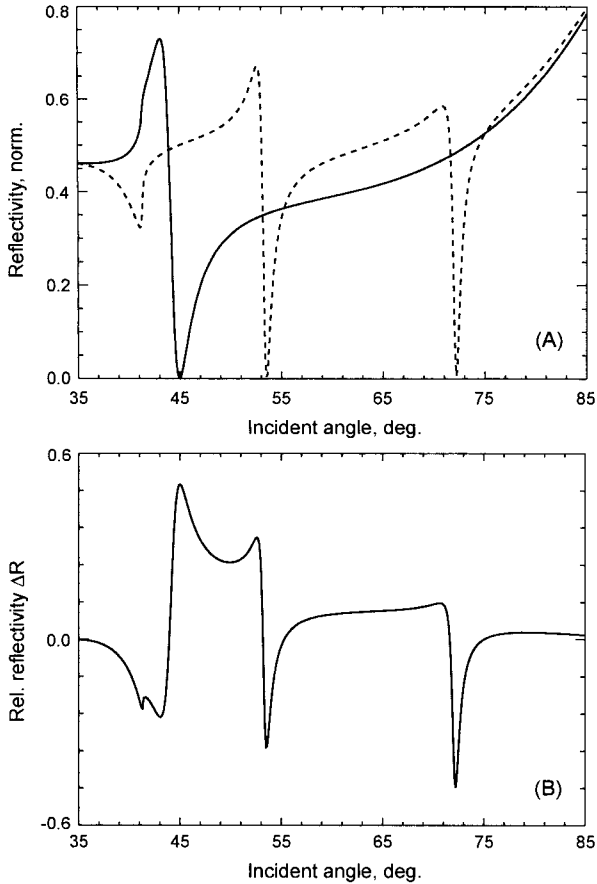 0.8
0.6
0.4
0.2
0.0
Reflectivity, norm.
(A)
35 45 55 65 75 85
Incident angle, deg.
0.6
0.0
-0.6
Rel. reflectivity ΔR
(B)
35 45 55 65 75 85
Incident angle, deg.